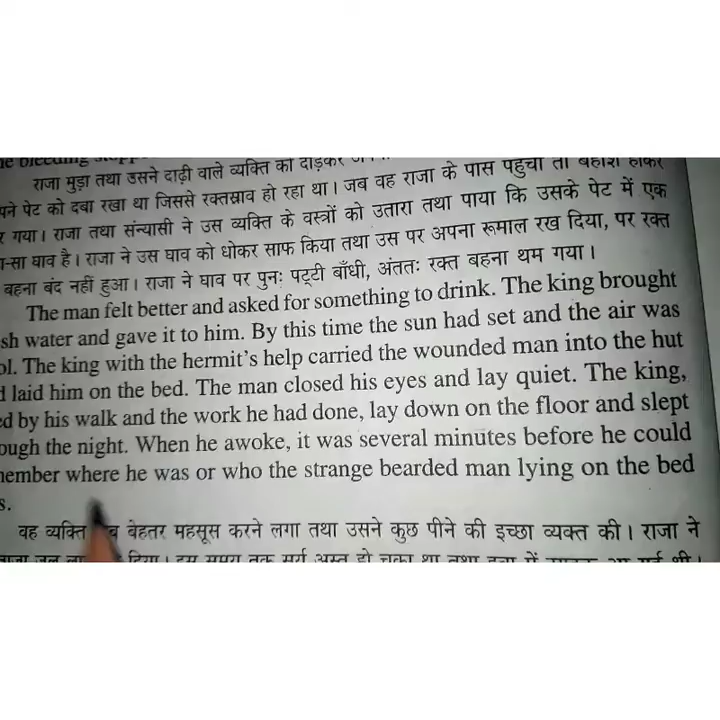 राजा मुड़ा तथा उसने दाढ़ी वाले व्यक्ति को दौड़कर
पने पेट को दबा रखा था जिससे रक्तस्राव हो रहा था। जब वह राजा के पास पहुँचा तो बेहोश होकर
र गया। राजा तथा संन्यासी ने उस व्यक्ति के वस्त्रों को उतारा तथा पाया कि उसके पेट में एक
ा-सा घाव है। राजा ने उस घाव को धोकर साफ किया तथा उस पर अपना रूमाल रख दिया, पर रक्त
बहना बंद नहीं हुआ। राजा ने घाव पर पुनः पट्टी बाँधी, अंततः रक्त बहना थम गया।
The man felt better and asked for something to drink. The king brought
sh water and gave it to him. By this time the sun had set and the air was
ol. The king with the hermit's help carried the wounded man into the hut
d laid him on the bed. The man closed his eyes and lay quiet. The king,
ed by his walk and the work he had done, lay down on the floor and slept
ough the night. When he awoke, it was several minutes before he could
member where he was or who the strange bearded man lying on the bed
s.
वह व्यक्ति बेहतर महसूस करने लगा तथा उसने कुछ पीने की इच्छा व्यक्त की। राजा ने